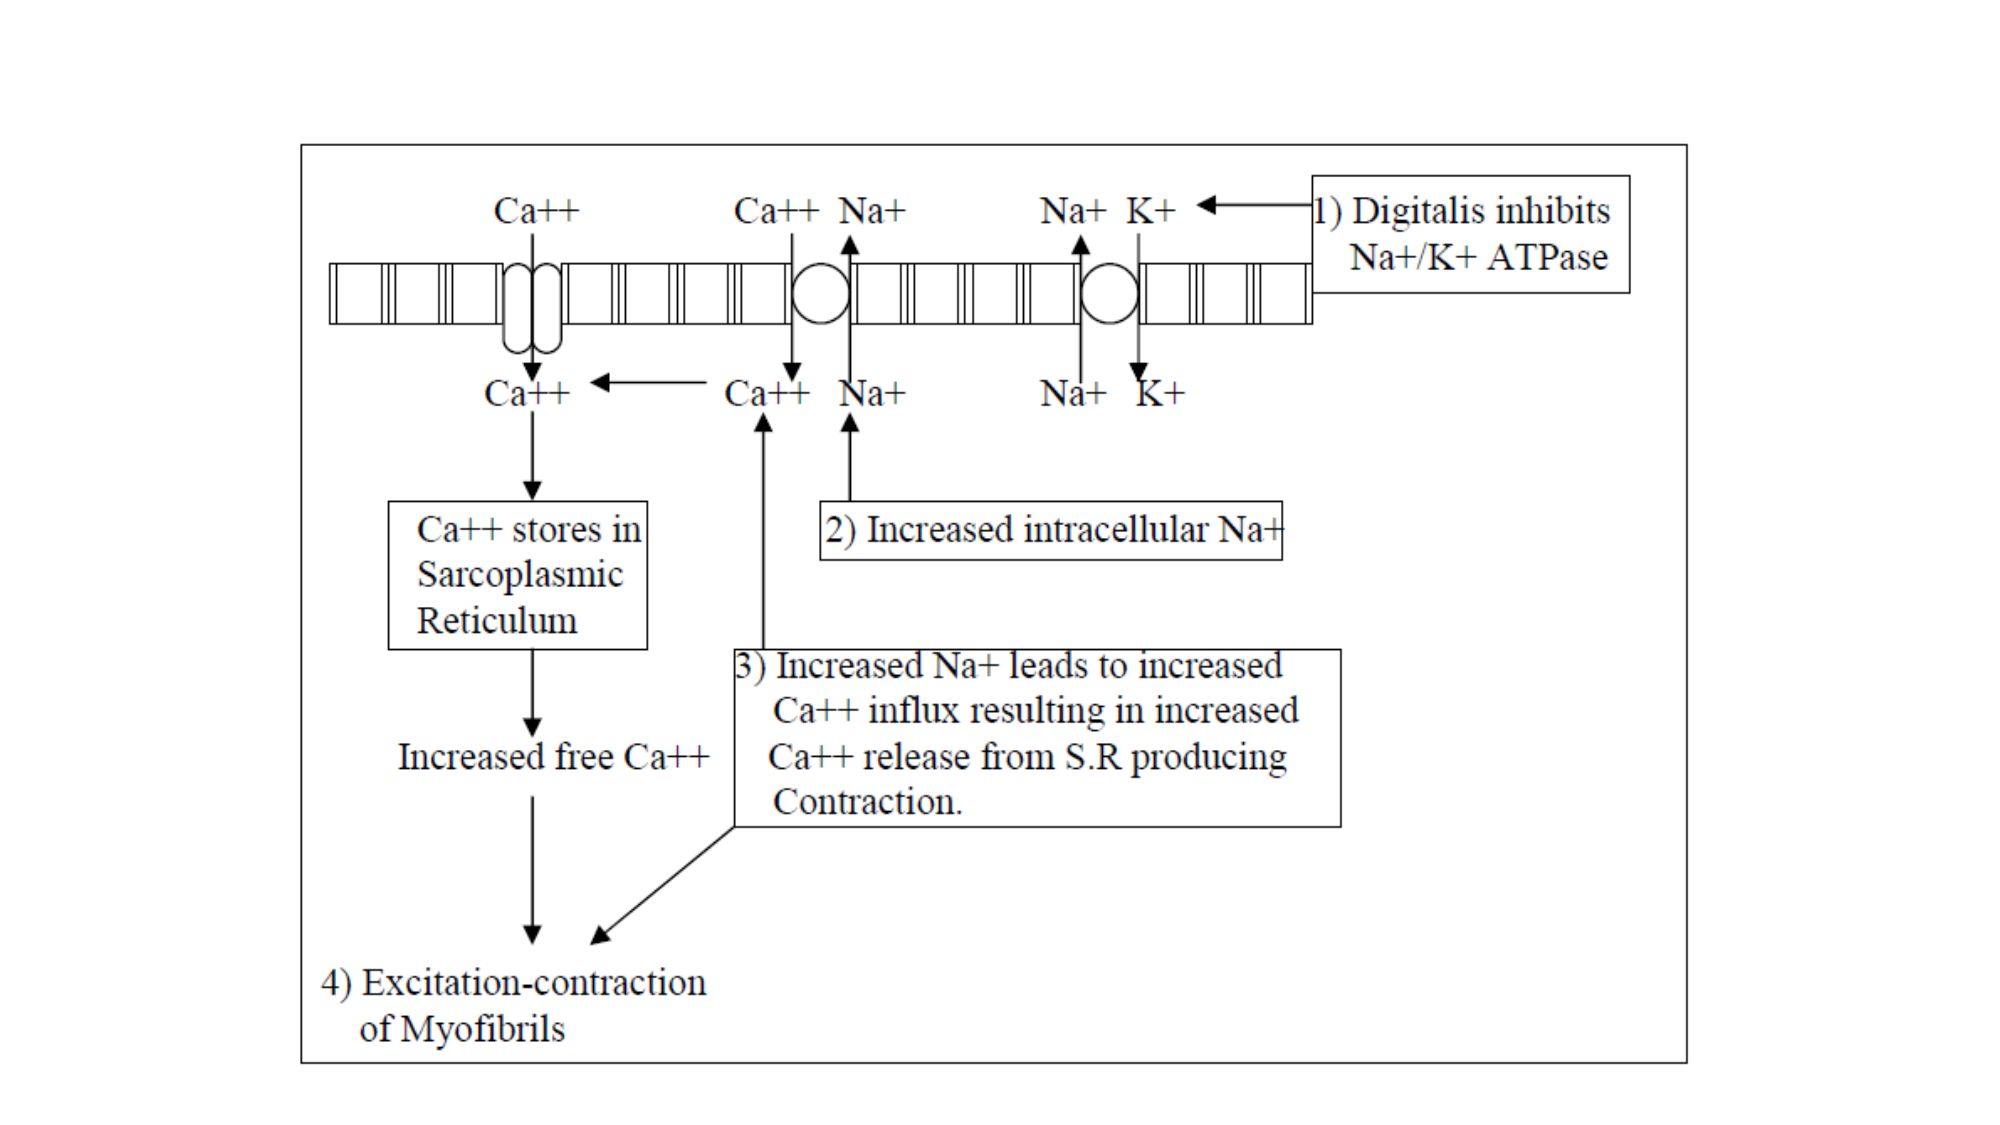 Ca++ Ca++ Na+ Na+ K+ 1) Digitalis inhibits
Na+/K+ ATPase
Ca++ Ca++ Na+ Na+ K+
Ca++ stores in
Sarcoplasmic
Reticulum
2) Increased intracellular Na+
3) Increased Na+ leads to increased
Ca++ influx resulting in increased
Ca++ release from S.R producing
Contraction.
Increased free Ca++
4) Excitation-contraction
of Myofibrils